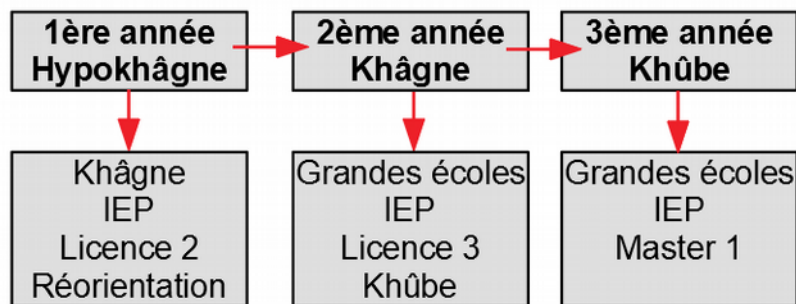 1ère année
Hypokhâgne
2ème année
Khâgne
3ème année
Khûbe
Khâgne
IEP
Licence 2
Réorientation
Grandes écoles
IEP
Licence 3
Khûbe
Grandes écoles
IEP
Master 1